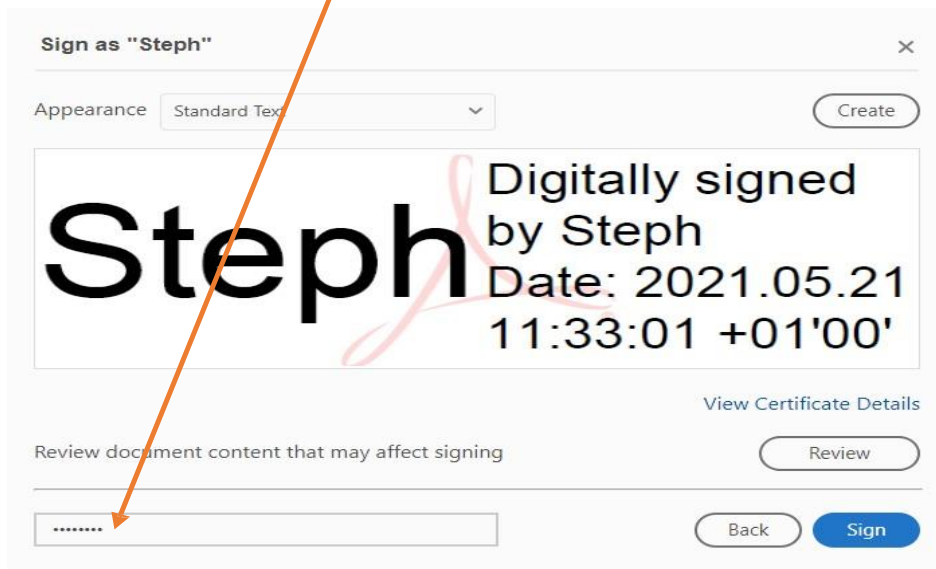 Sign as "Steph"
Appearance Standard Text Create
Steph
Digitally signed
by Steph
Date: 2021.05.21
11:33:01 +01'00'
View Certificate Details
Review document content that may affect signing Review
•••••••• Back Sign